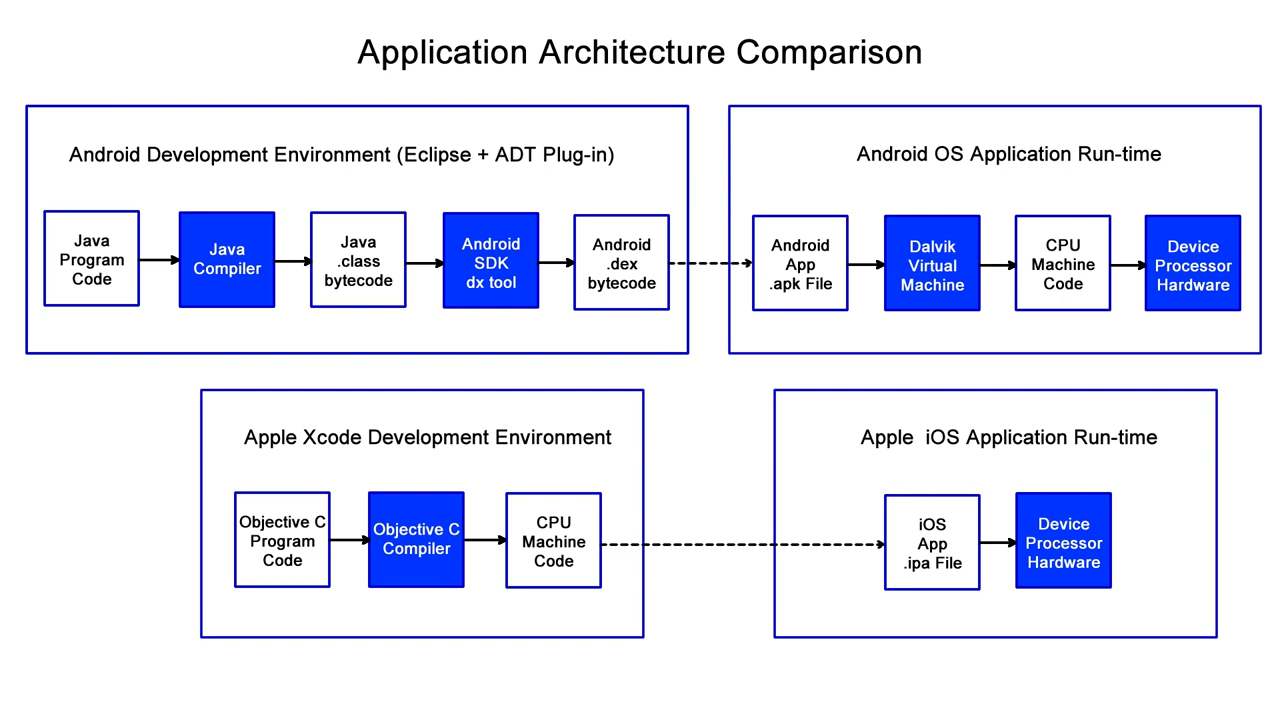 Application Architecture Comparison
Android Development Environment (Eclipse + ADT Plug-in)
Java
Program
Code
Java
Compiler
Java
.class
bytecode
Android
SDK
dx tool
Android
.dex
bytecode
Android OS Application Run-time
Android
App
.apk File
Dalvik
Virtual
Machine
CPU
Machine
Code
Device
Processor
Hardware
Apple Xcode Development Environment
Objective C
Program
Code
Objective C
Compiler
CPU
Machine
Code
Apple  iOS Application Run-time
iOS
App
.ipa File
Device
Processor
Hardware